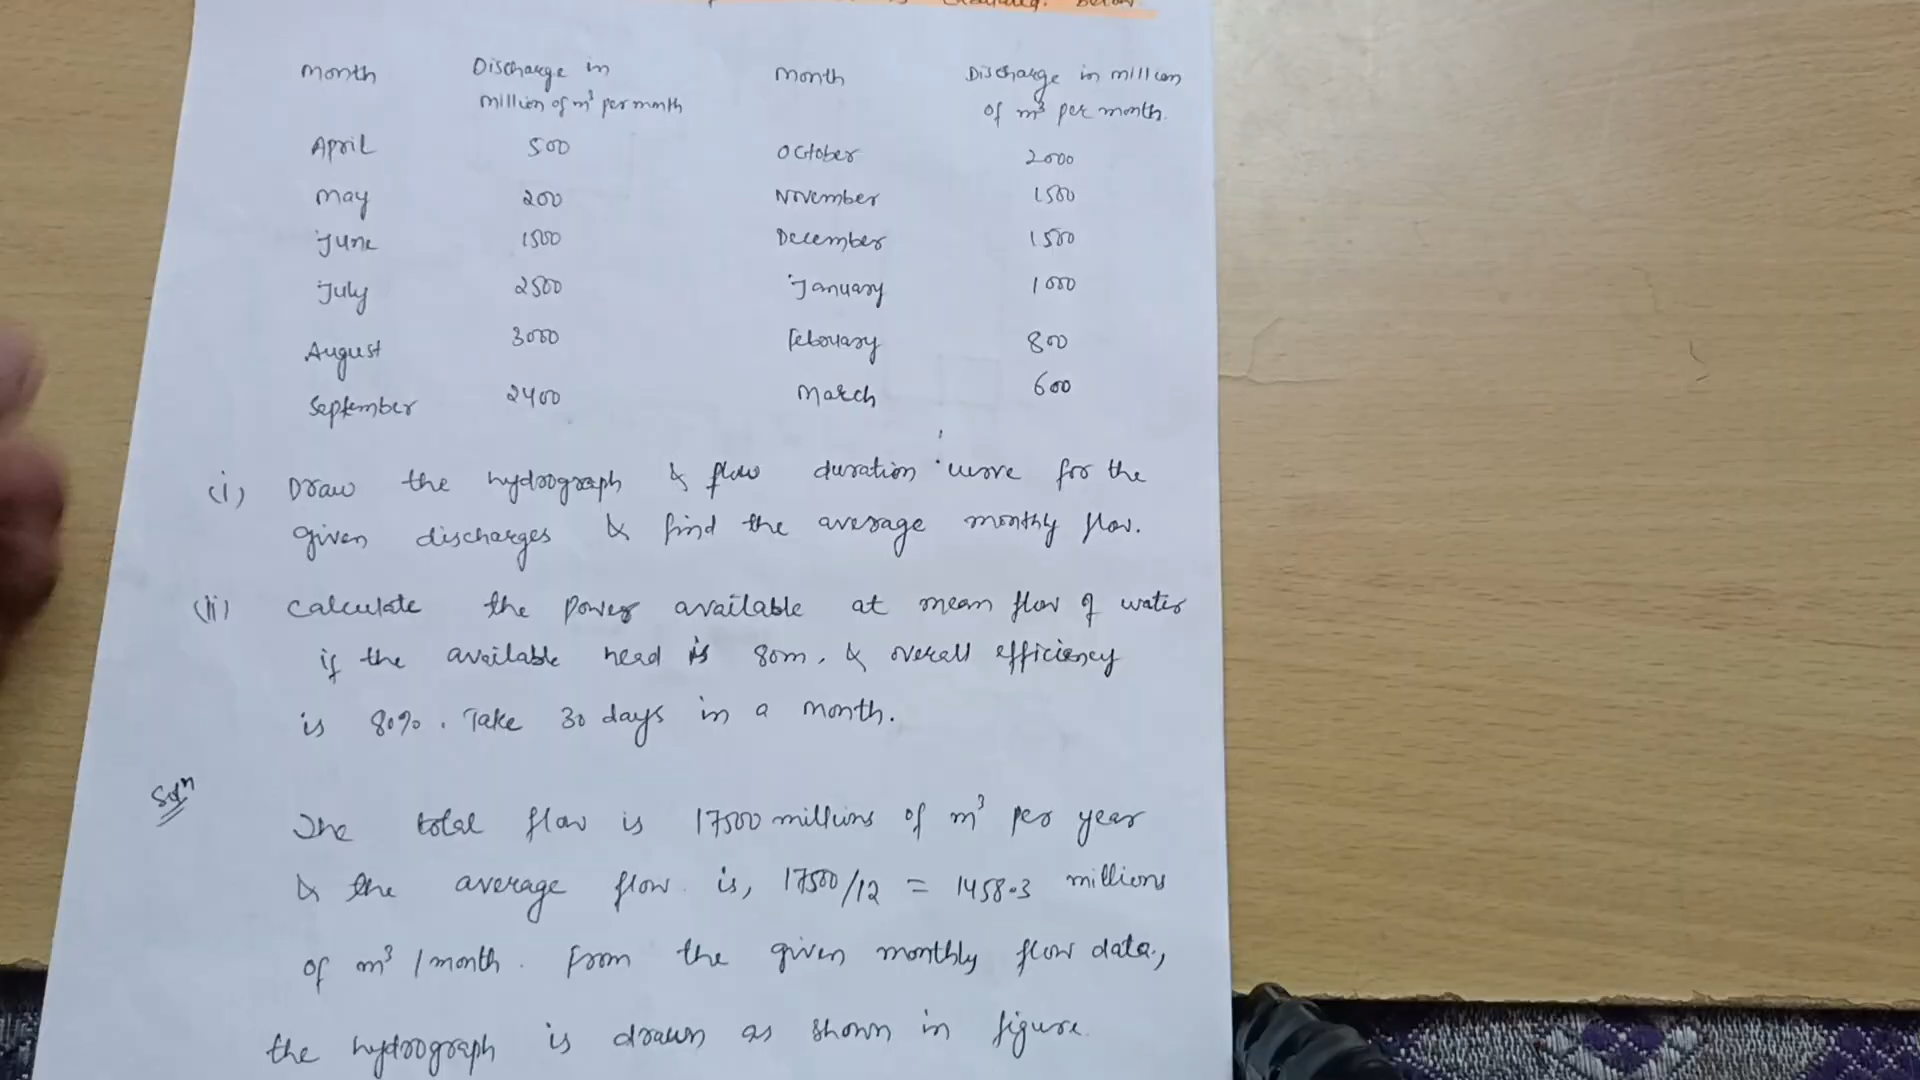 is tabulated. Below
Month Discharge in million of m³ per month Month Discharge in million of m³ per month.
April 500 October 2000
May 200 November 1500
June 1500 December 1500
July 2500 January 1000
August 3000 February 800
September 2400 March 600
(i) Draw the hydrograph & flow duration curve for the
given discharges & find the average monthly flow.
(ii) Calculate the power available at mean flow of water
if the available head is 80m, & overall efficiency
is 80%. Take 30 days in a month.
Solⁿ
The total flow is 17500 millions of m³ per year
& the average flow is, 17500/12 = 1458.3 millions
of m³ /month. From the given monthly flow data,
the hydrograph is drawn as shown in figure.